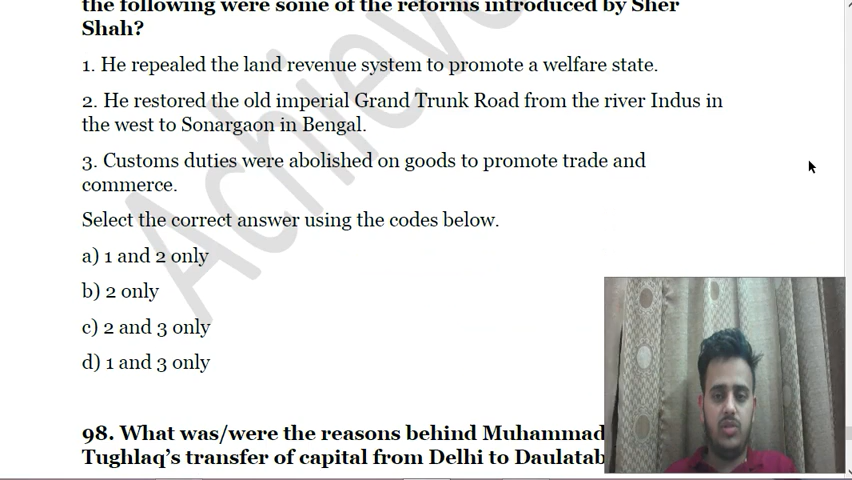 the following were some of the reforms introduced by Sher
Shah?
1. He repealed the land revenue system to promote a welfare state.
2. He restored the old imperial Grand Trunk Road from the river Indus in
the west to Sonargaon in Bengal.
3. Customs duties were abolished on goods to promote trade and
commerce.
Select the correct answer using the codes below.
a) 1 and 2 only
b) 2 only
c) 2 and 3 only
d) 1 and 3 only
98. What was/were the reasons behind Muhammad
Tughlaq's transfer of capital from Delhi to Daulatab
Achieve